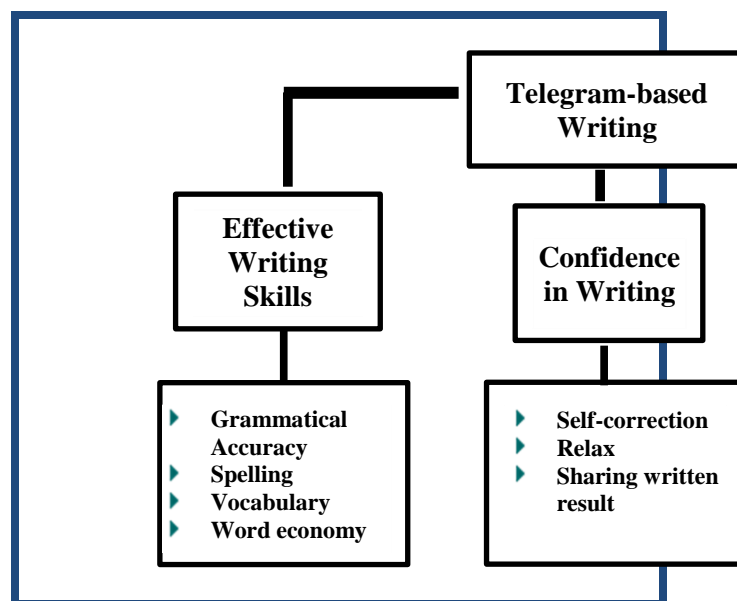 Telegram-based
Writing
Effective
Writing
Skills
Confidence
in Writing
Grammatical
Accuracy
Spelling
Vocabulary
Word economy
Self-correction
Relax
Sharing written
result